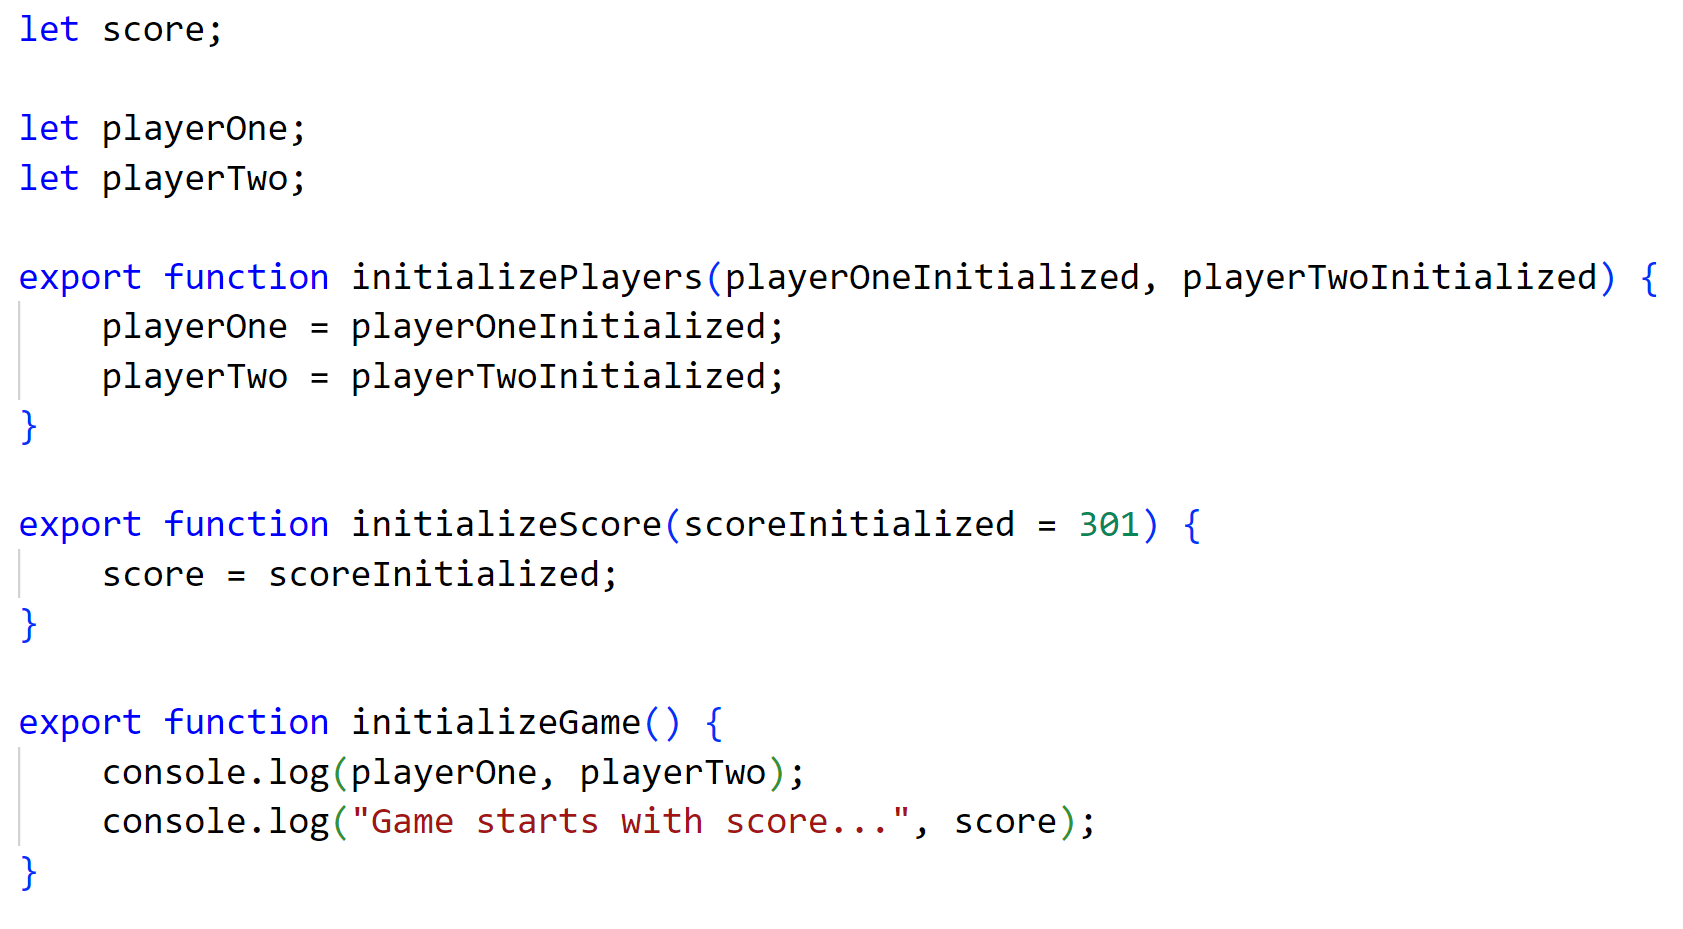 let score;

let playerOne;
let playerTwo;

export function initializePlayers(playerOneInitialized, playerTwoInitialized) {
    playerOne = playerOneInitialized;
    playerTwo = playerTwoInitialized;
}

export function initializeScore(scoreInitialized = 301) {
    score = scoreInitialized;
}

export function initializeGame() {
    console.log(playerOne, playerTwo);
    console.log("Game starts with score...", score);
}